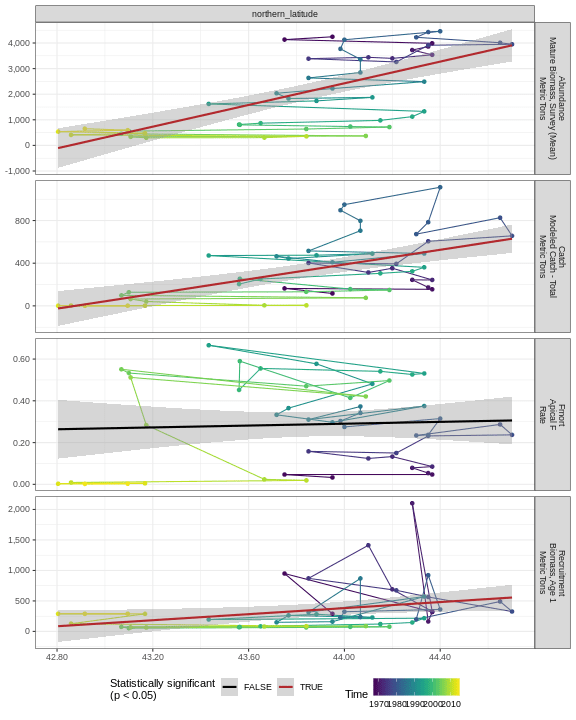 northern_latitude
4,000
3,000
2,000
1,000
0
-1,000
Abundance
Mature Biomass, Survey (Mean)
Metric Tons
800
400
0
Catch
Modeled Catch - Total
Metric Tons
0.60
0.40
0.20
0.00
Fmort
Apical F
Rate
2,000
1,500
1,000
500
0
Recruitment
Biomass, Age 1
Metric Tons
42.80 43.20 43.60 44.00 44.40
Statistically significant
(p < 0.05)
FALSE TRUE
Time
1970 1980 1990 2000 2010